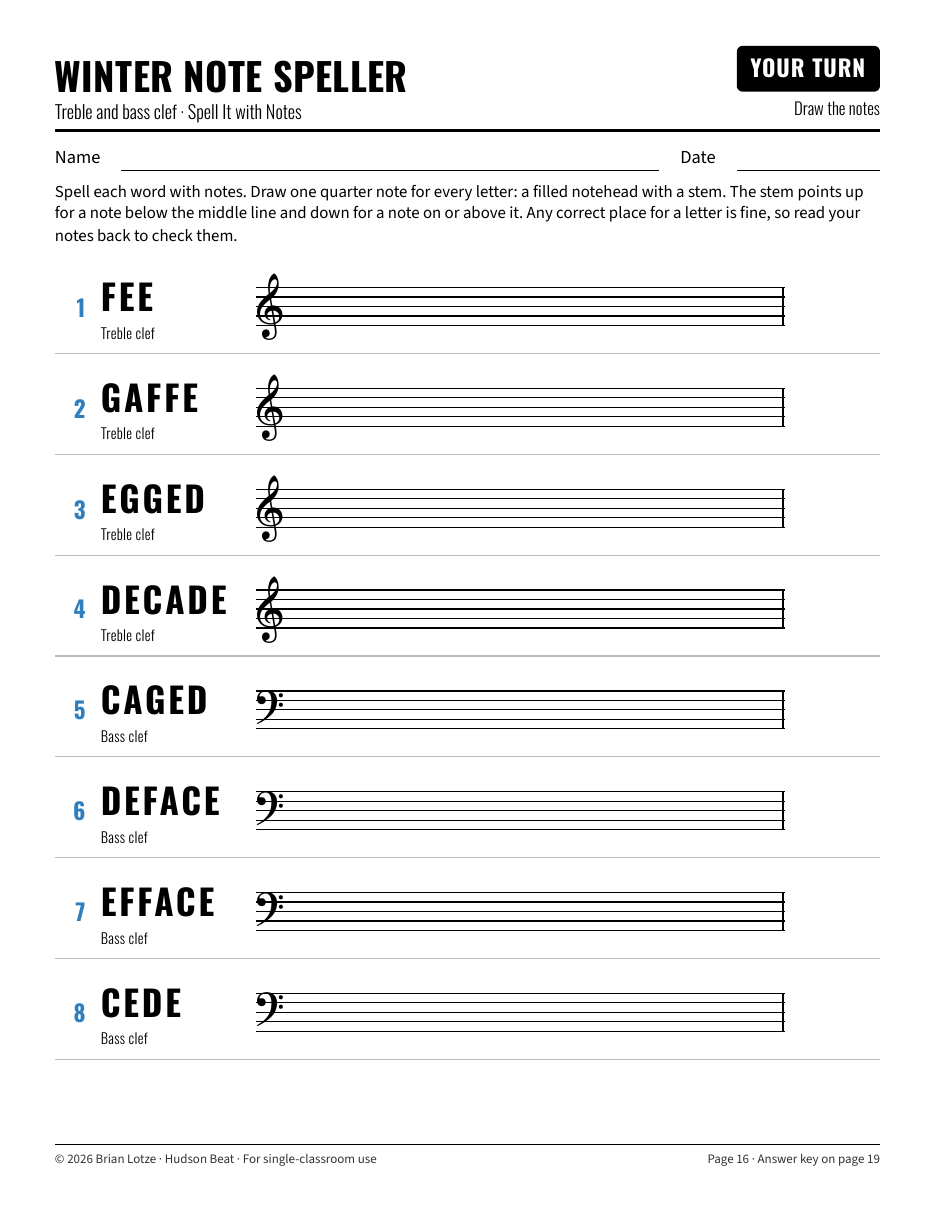 WINTER NOTE SPELLER
YOUR TURN
Treble and bass clef · Spell It with Notes
Draw the notes
Name
Date
Spell each word with notes. Draw one quarter note for every letter: a filled notehead with a stem. The stem points up
for a note below the middle line and down for a note on or above it. Any correct place for a letter is fine, so read your
notes back to check them.
1 FEE
Treble clef
2 GAFFE
Treble clef
3 EGGED
Treble clef
4 DECADE
Treble clef
5 CAGED
Bass clef
6 DEFACE
Bass clef
7 EFFACE
Bass clef
8 CEDE
Bass clef
© 2026 Brian Lotze · Hudson Beat · For single-classroom use
Page 16 · Answer key on page 19